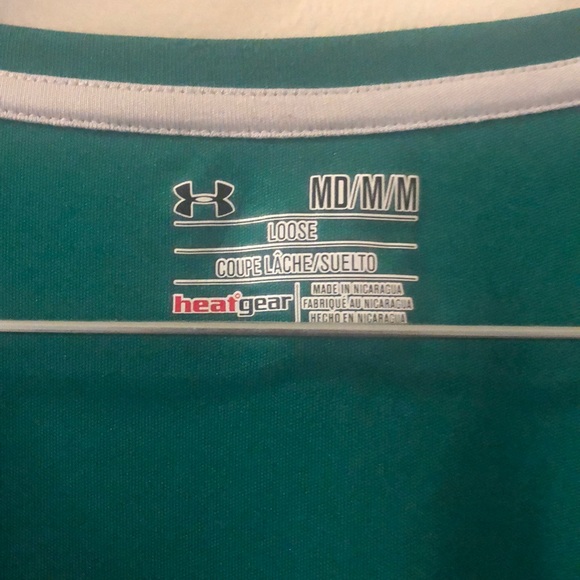 MD/M/M
LOOSE
COUPE LÂCHE/SUELTO
heatgear
MADE IN NICARAGUA
FABRIQUÉ AU NICARAGUA
HECHO EN NICARAGUA